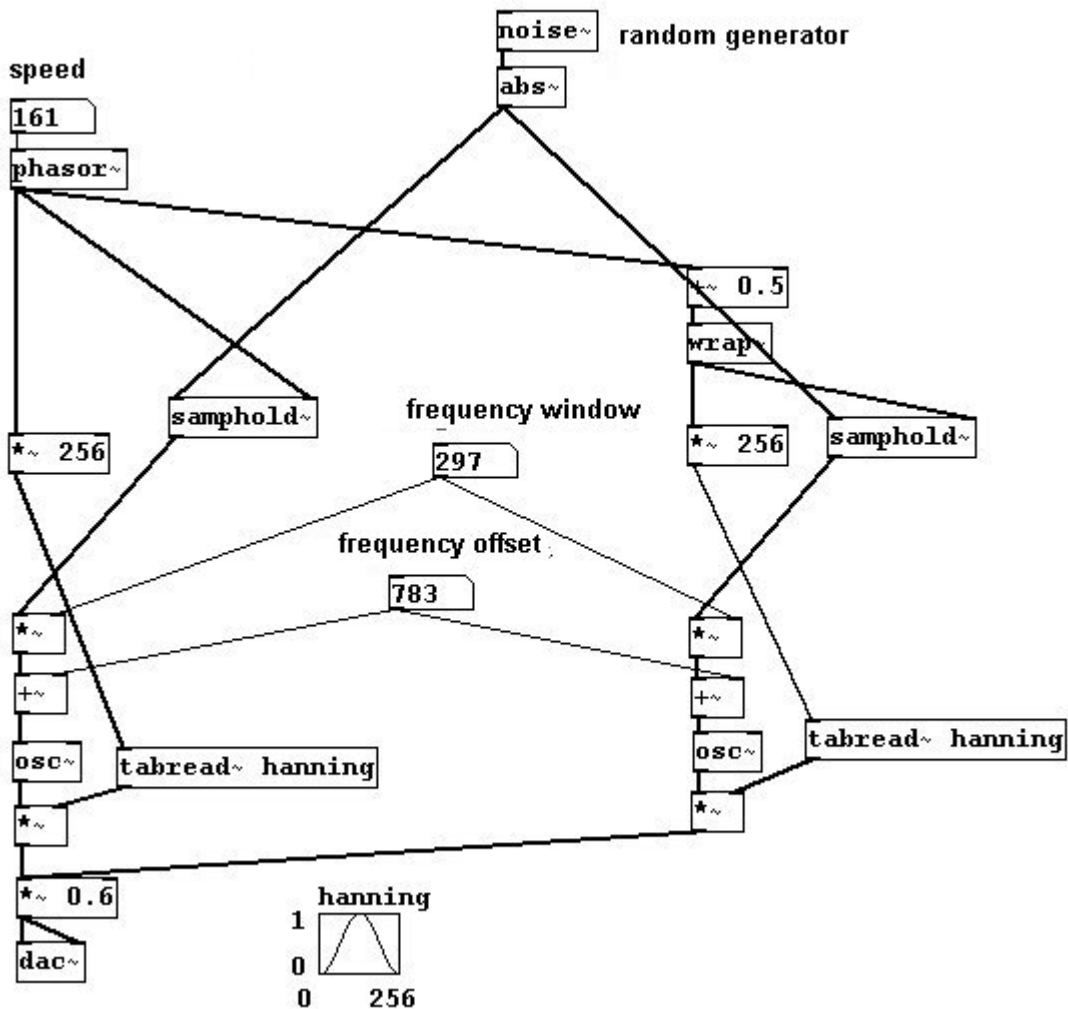 noise~
random generator
speed
abs~
161
phasor~
+~ 0.5
wrap~
samphold~
frequency window
samphold~
*~ 256
*~ 256
297
frequency offset
783
*~
*~
+~
+~
osc~
tabread~ hanning
osc~
tabread~ hanning
*~
*~
*~ 0.6
hanning
1
dac~
0
0 256